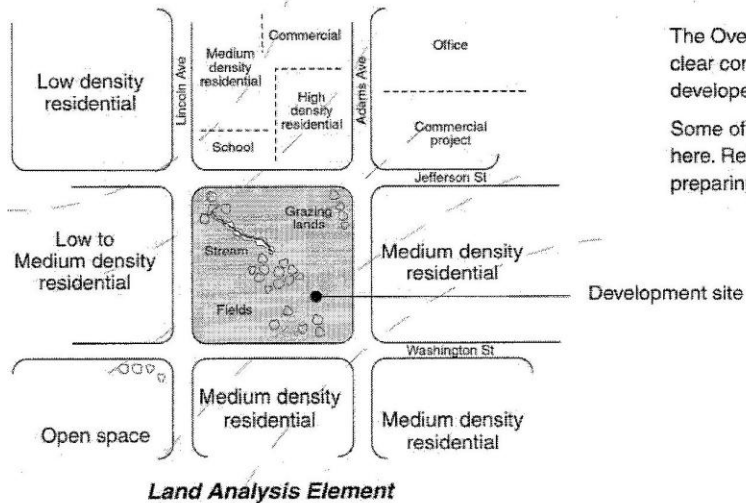 Low density
residential
Lincoln Ave
Medium
density
residential
Commercial
High
density
residential
School
Adams Ave
Office
Commercial
project
Jefferson St
Low to
Medium density
residential
Grazing
lands
Stream
Fields
Medium density
residential
Development site
Washington St
Open space
Medium density
residential
Medium density
residential
Land Analysis Element
The Ove
clear con
develope
Some of
here. Re
preparin